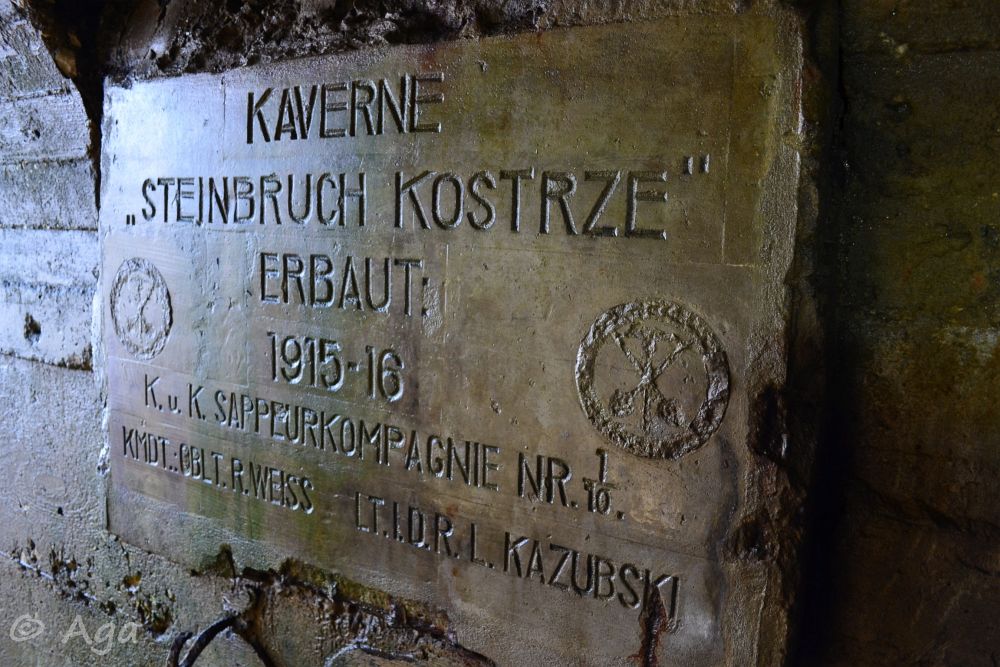 KAVERNE
„STEINBRUCH KOSTRZE"
ERBAUT:
1915-16
K. u K. SAPPEURKOMPAGNIE NR. 1/10.
KMDT.: OBLT. R. WEISS LT. I. D. R. L. KAZUBSKI
© Aga